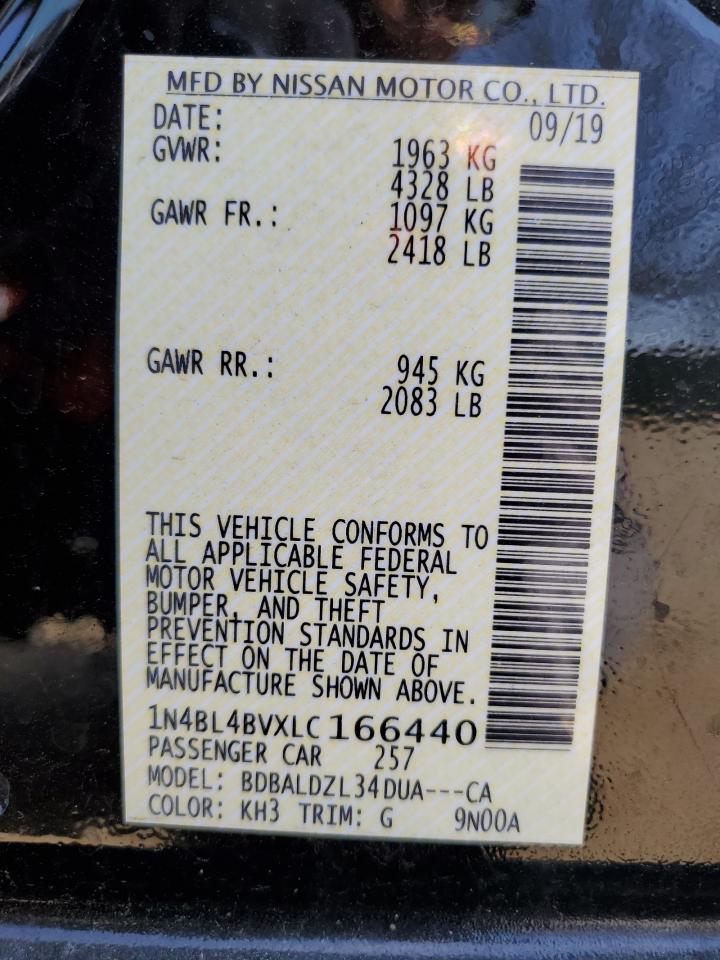 MFD BY NISSAN MOTOR CO., LTD.
DATE: 09/19
GVWR: 1963 KG
4328 LB
GAWR FR.: 1097 KG
2418 LB
GAWR RR.: 945 KG
2083 LB
THIS VEHICLE CONFORMS TO
ALL APPLICABLE FEDERAL
MOTOR VEHICLE SAFETY,
BUMPER, AND THEFT
PREVENTION STANDARDS IN
EFFECT ON THE DATE OF
MANUFACTURE SHOWN ABOVE.
1N4BL4BVXLC166440
PASSENGER CAR 257
MODEL: BDBALDZL34DUA---CA
COLOR: KH3 TRIM: G 9N00A